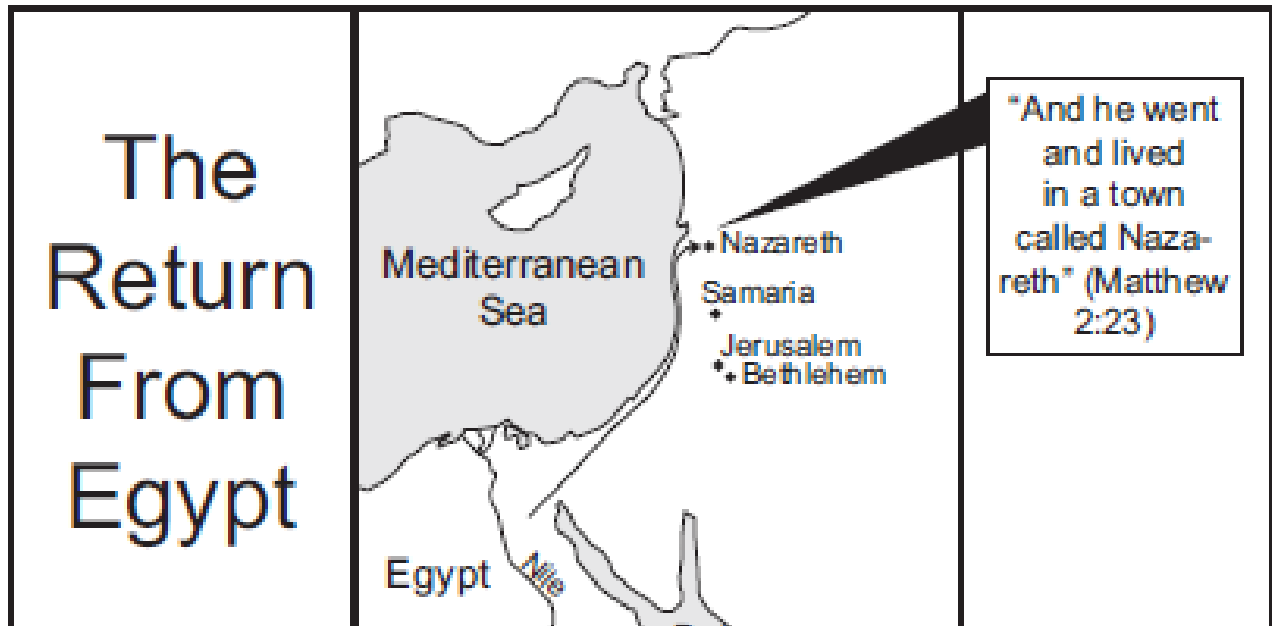 The
Return
From
Egypt
Mediterranean
Sea
Nazareth
Samaria
Jerusalem
Bethlehem
Egypt
Nile
“And he went
and lived
in a town
called Naza-
reth” (Matthew
2:23)